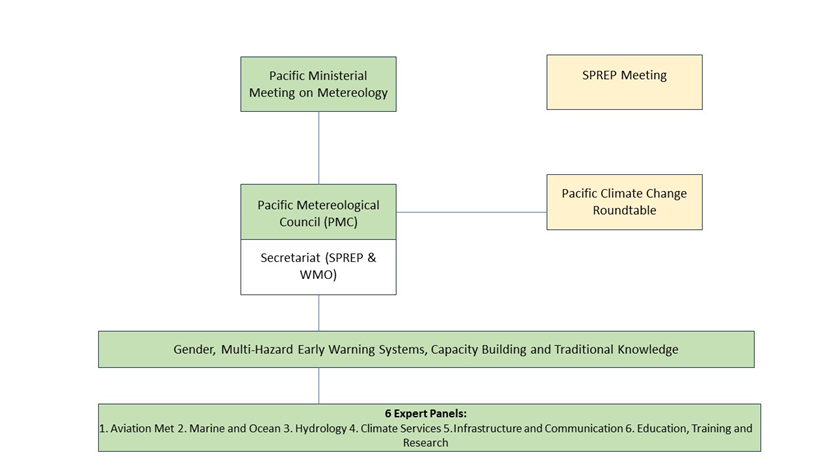 Pacific Ministerial
Meeting on Metereology
SPREP Meeting
Pacific Metereological
Council (PMC)
Pacific Climate Change
Roundtable
Secretariat (SPREP &
WMO)
Gender, Multi-Hazard Early Warning Systems, Capacity Building and Traditional Knowledge
6 Expert Panels:
1. Aviation Met 2. Marine and Ocean 3. Hydrology 4. Climate Services 5.Infrastructure and Communication 6. Education, Training and
Research